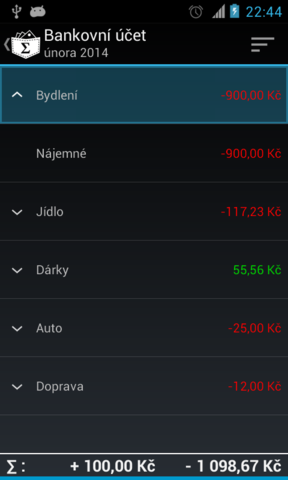 22:44
Σ
Bankovní účet
února 2014
Bydlení -900,00 Kč
Nájemné -900,00 Kč
Jídlo -117,23 Kč
Dárky 55,56 Kč
Auto -25,00 Kč
Doprava -12,00 Kč
Σ : + 100,00 Kč - 1 098,67 Kč